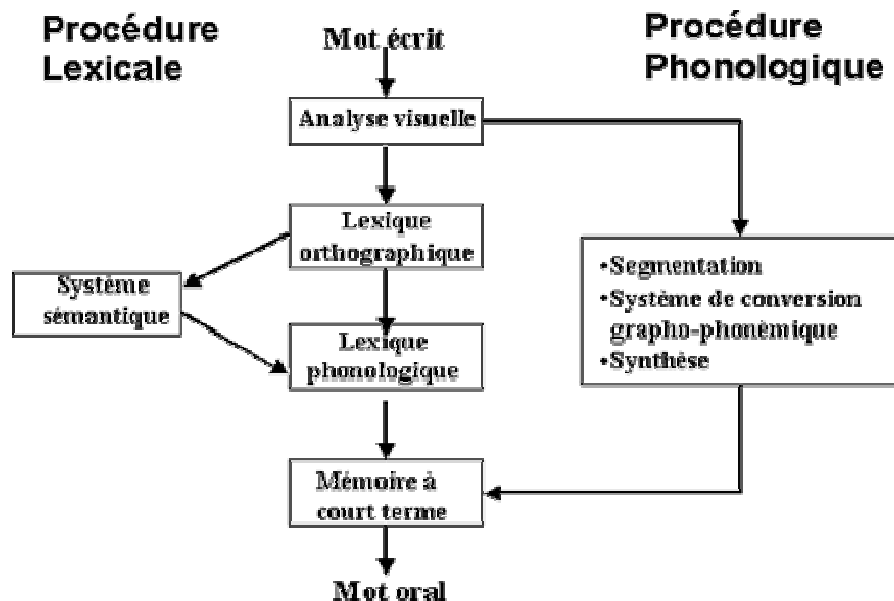 Procédure
Lexicale
Mot écrit
Procédure
Phonologique
Analyse visuelle
Lexique
orthographique
Système
sémantique
•Segmentation
•Système de conversion
grapho-phonèmique
•Synthèse
Lexique
phonologique
Mémoire à
court terme
Mot oral